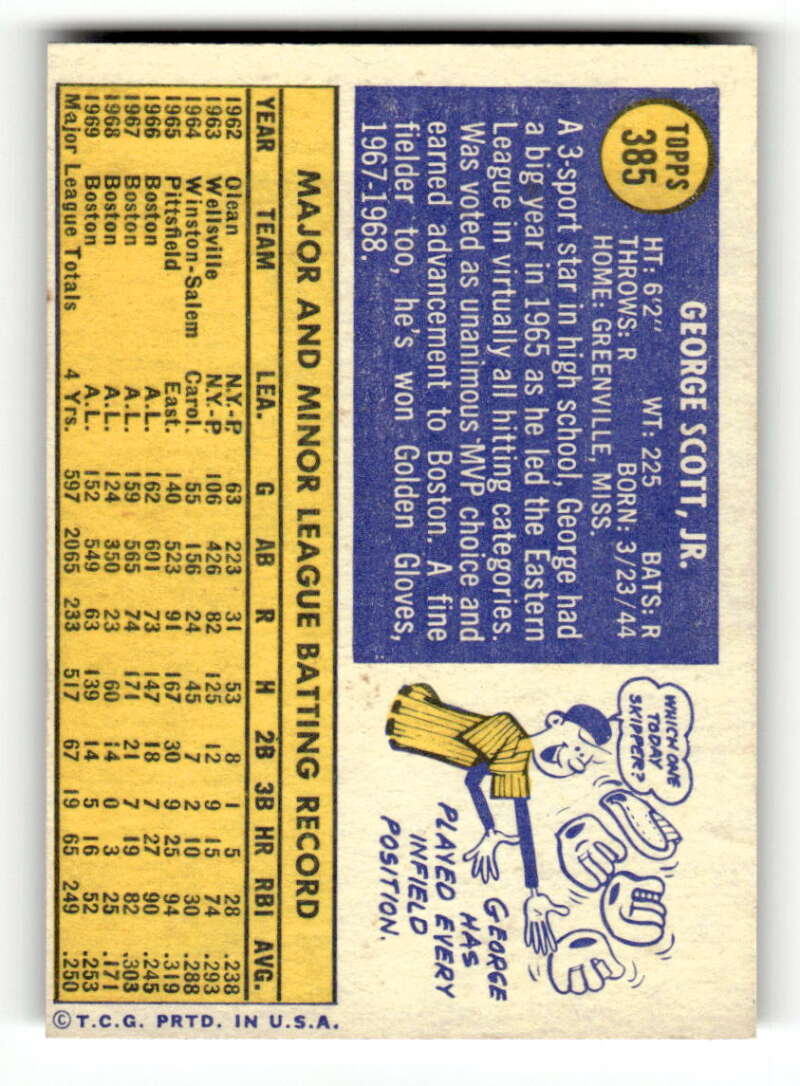 TOPPS
385
GEORGE SCOTT, JR.
HT: 6'2" WT: 225 BATS: R
THROWS: R BORN: 3/23/44
HOME: GREENVILLE, MISS.
A 3-sport star in high school, George had
a big year in 1965 as he led the Eastern
League in virtually all hitting categories.
Was voted as unanimous MVP choice and
earned advancement to Boston. A fine
fielder too, he's won Golden Gloves,
1967-1968.
WHICH ONE
TODAY
SKIPPER?
GEORGE
HAS
PLAYED EVERY
INFIELD
POSITION.
MAJOR AND MINOR LEAGUE BATTING RECORD
YEAR TEAM LEA. G AB R H 2B 3B HR RBI AVG.
1962 Olean N.Y.-P 63 223 31 53 8 1 5 28 .238
1963 Wellsville N.Y.-P 106 426 82 125 12 9 15 74 .293
1964 Winston-Salem Carol. 55 156 24 45 7 2 10 30 .288
1965 Pittsfield East. 140 523 91 167 30 9 25 94 .319
1966 Boston A.L. 162 601 73 147 18 7 27 90 .245
1967 Boston A.L. 159 565 74 171 21 7 19 82 .303
1968 Boston A.L. 124 350 23 60 14 0 3 25 .171
1969 Boston A.L. 152 549 63 139 14 5 16 52 .253
Major League Totals 4 Yrs. 597 2065 233 517 67 19 65 249 .250
© T.C.G. PRTD. IN U.S.A.